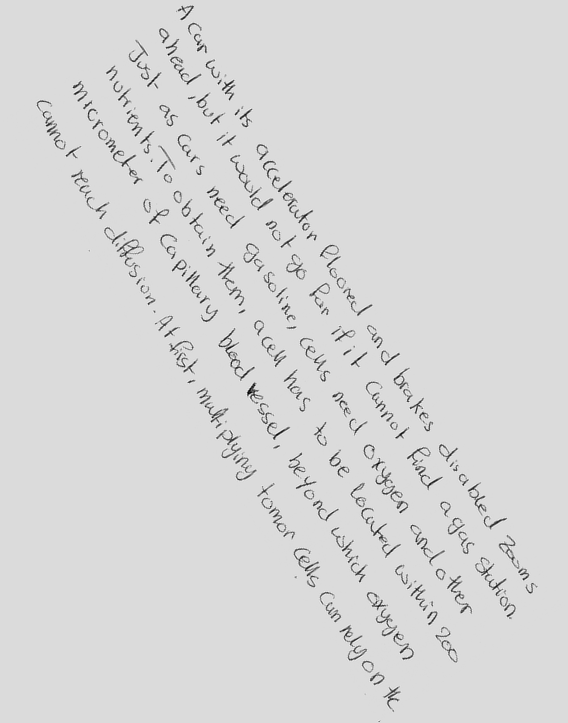 A car with its accelerator floored and brakes disabled zooms
ahead, but it would not go far if it cannot find a gas station.
Just as cars need gasoline, cells need oxygen and other
nutrients. To obtain them, a cell has to be located within 200
micrometer of capillary blood vessel, beyond which oxygen
cannot reach diffusion. At first, multiplying tomor cells can rely on the